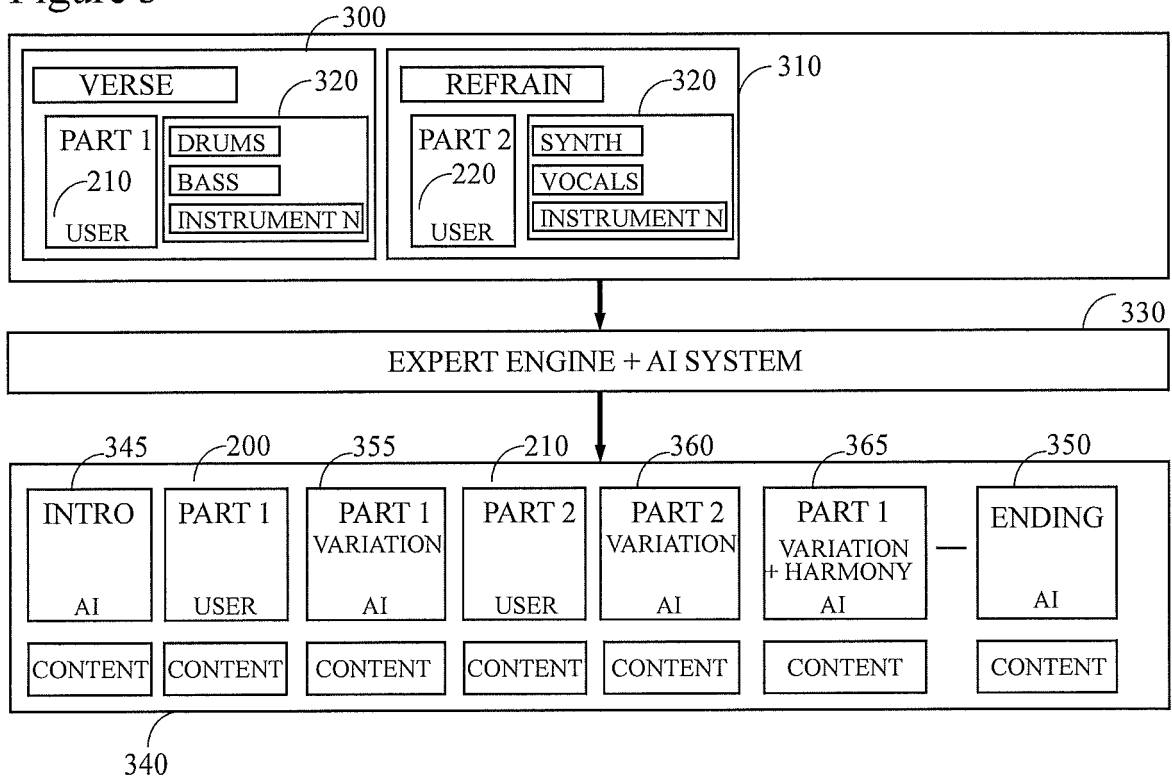 300
VERSE
320
PART 1
210
USER
DRUMS
BASS
INSTRUMENT N
REFRAIN
320
310
PART 2
220
USER
SYNTH
VOCALS
INSTRUMENT N
330
EXPERT ENGINE + AI SYSTEM
345
200
355
210
360
365
350
INTRO
AI
PART 1
USER
PART 1
VARIATION
AI
PART 2
USER
PART 2
VARIATION
AI
PART 1
VARIATION
+ HARMONY
AI
—
ENDING
AI
CONTENT
CONTENT
CONTENT
CONTENT
CONTENT
CONTENT
CONTENT
340